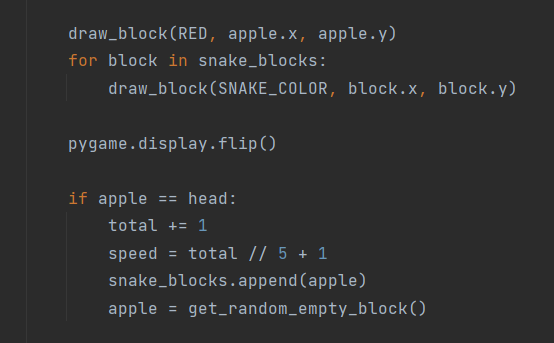 draw_block(RED, apple.x, apple.y)
for block in snake_blocks:
    draw_block(SNAKE_COLOR, block.x, block.y)
pygame.display.flip()
if apple == head:
    total += 1
    speed = total // 5 + 1
    snake_blocks.append(apple)
    apple = get_random_empty_block()